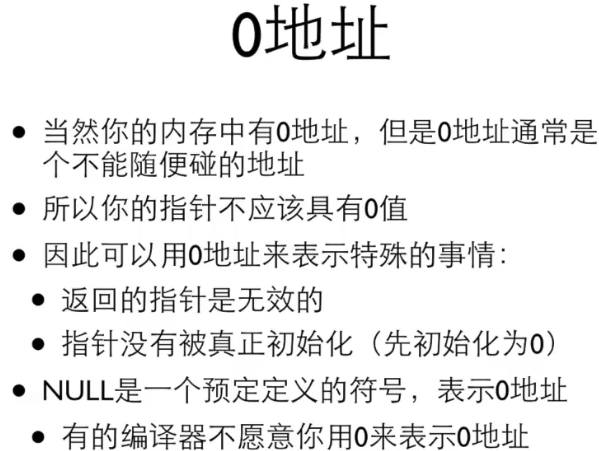 0地址
• 当然你的内存中有0地址，但是0地址通常是
个不能随便碰的地址
• 所以你的指针不应该具有0值
• 因此可以用0地址来表示特殊的事情：
• 返回的指针是无效的
• 指针没有被真正初始化（先初始化为0）
• NULL是一个预定定义的符号，表示0地址
• 有的编译器不愿意你用0来表示0地址